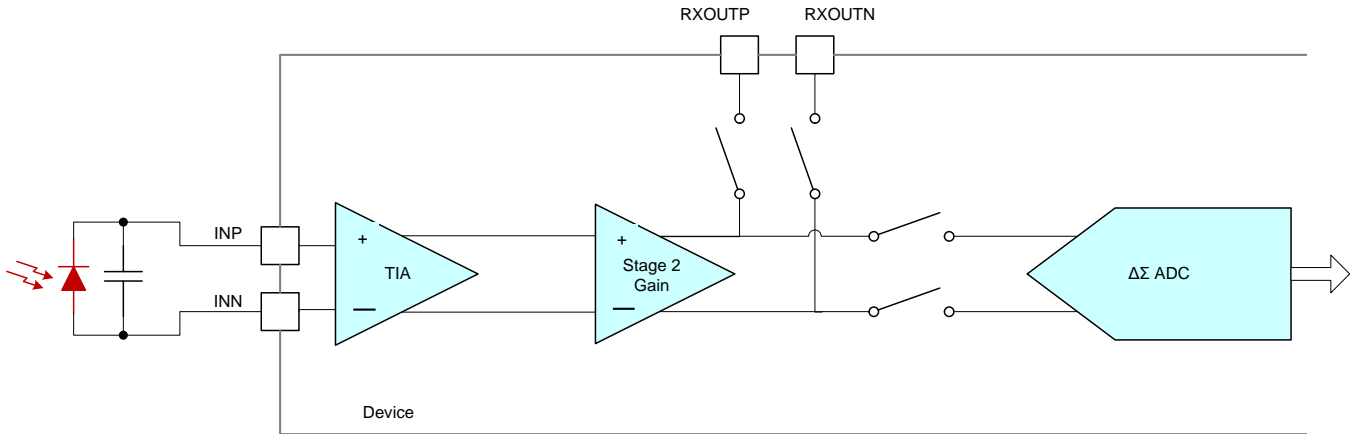 RXOUTP
RXOUTN
INP
INN
+
TIA
—
+
Stage 2
Gain
—
ΔΣ ADC
Device